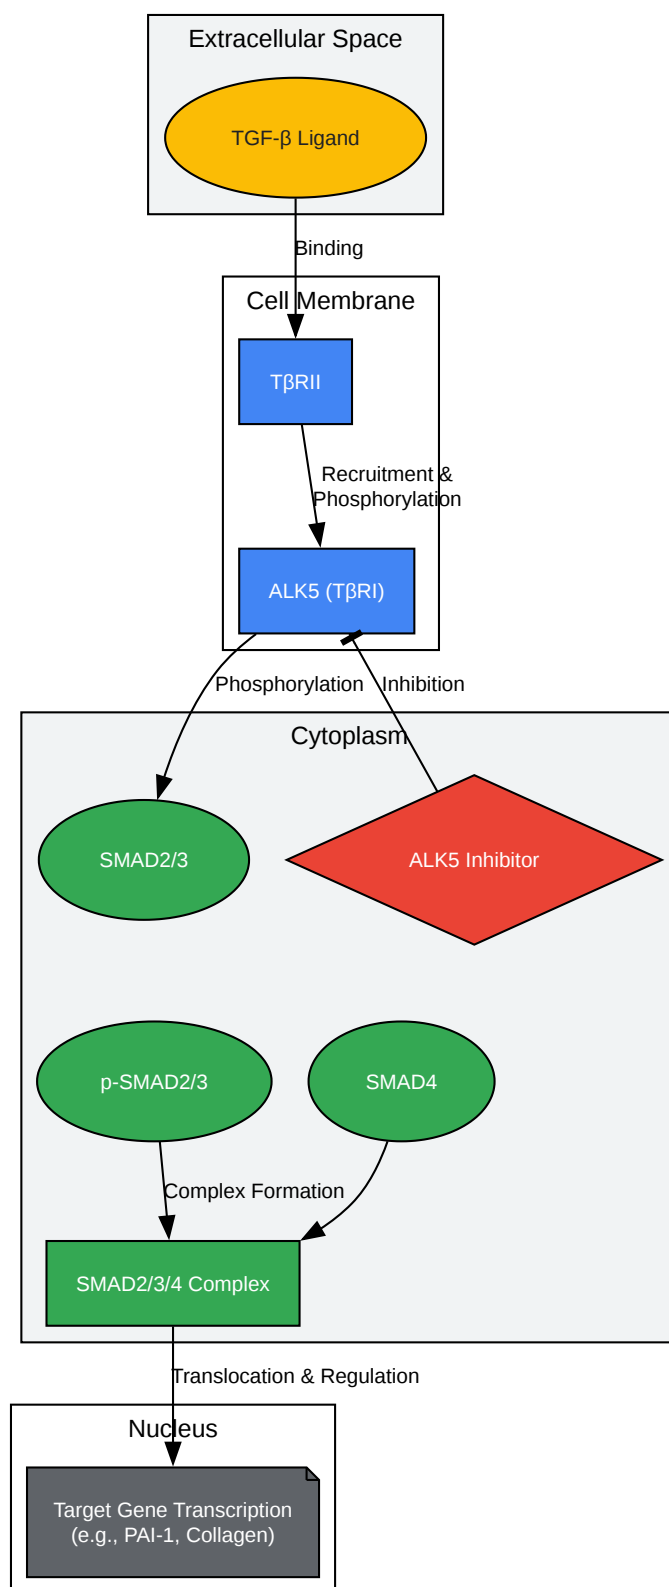 Extracellular Space
TGF-β Ligand
Binding
Cell Membrane
TβRII
Recruitment &
Phosphorylation
ALK5 (TβRI)
Phosphorylation
Inhibition
Cytoplasm
SMAD2/3
ALK5 Inhibitor
p-SMAD2/3
SMAD4
Complex Formation
SMAD2/3/4 Complex
Translocation & Regulation
Nucleus
Target Gene Transcription
(e.g., PAI-1, Collagen)